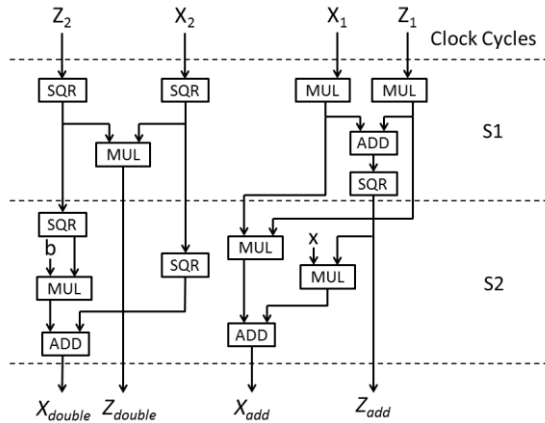 Z2 X2 X1 Z1
Clock Cycles
SQR SQR MUL MUL
MUL ADD S1
SQR
SQR
b MUL x
SQR
MUL MUL S2
ADD ADD
Xdouble Zdouble Xadd Zadd